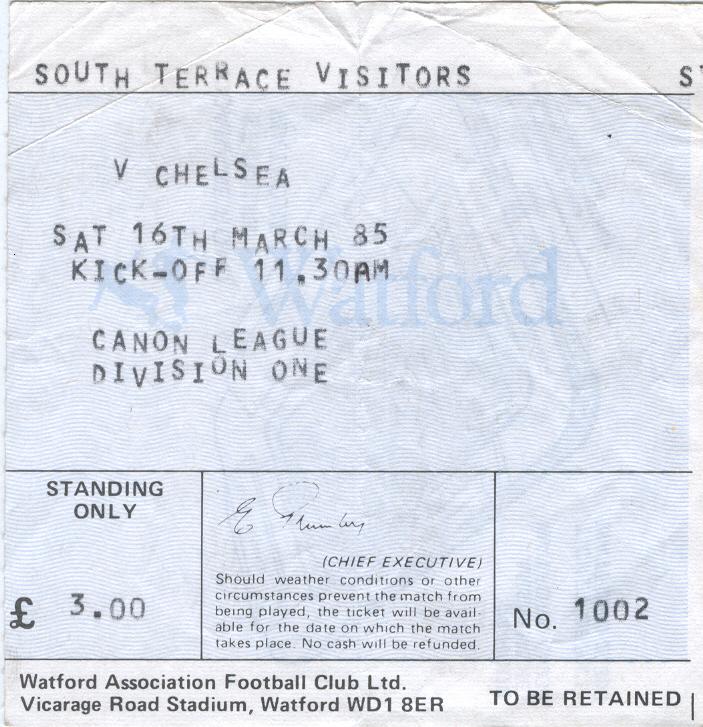 SOUTH TERRACE VISITORS
V CHELSEA
SAT 16TH MARCH 85
KICK-OFF 11.30AM
Watford
CANON LEAGUE
DIVISION ONE
STANDING
ONLY
£ 3.00
(CHIEF EXECUTIVE)
Should weather conditions or other
circumstances prevent the match from
being played, the ticket will be avail-
able for the date on which the match
takes place. No cash will be refunded.
No. 1002
Watford Association Football Club Ltd.
Vicarage Road Stadium, Watford WD1 8ER
TO BE RETAINED